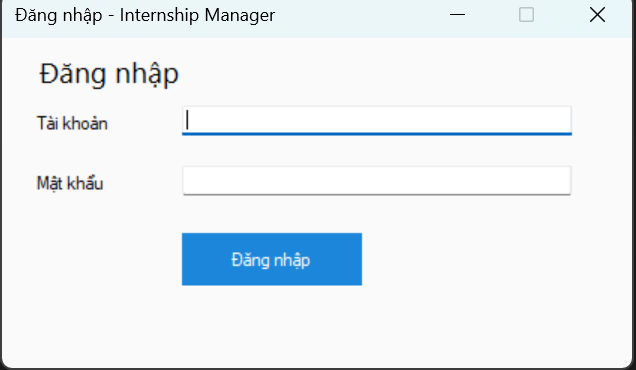 Đăng nhập - Internship Manager
Đăng nhập
Tài khoản
Mật khẩu
Đăng nhập